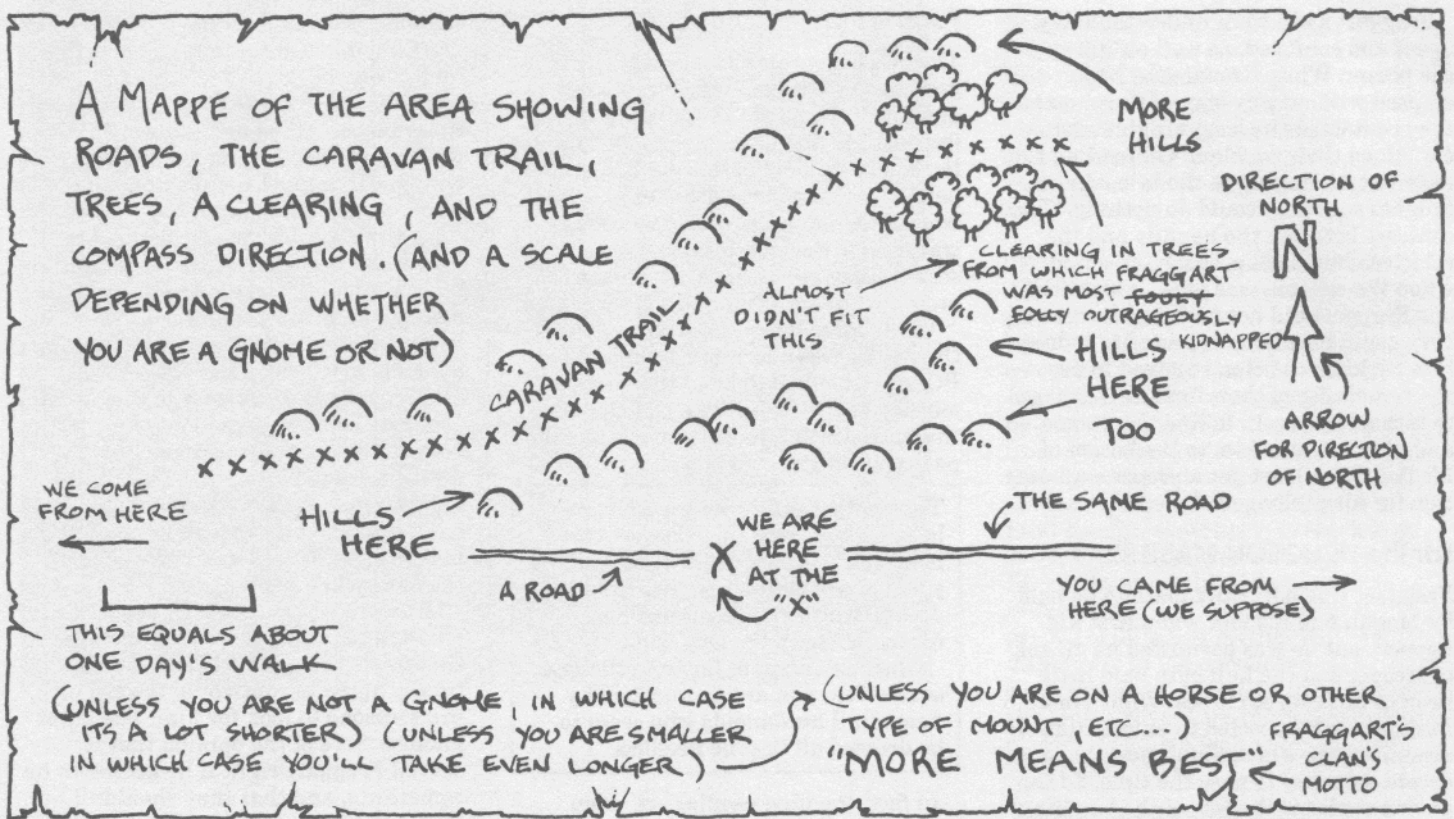 A MAPPE OF THE AREA SHOWING
ROADS, THE CARAVAN TRAIL,
TREES, A CLEARING, AND THE
COMPASS DIRECTION. (AND A SCALE
DEPENDING ON WHETHER
YOU ARE A GNOME OR NOT)
MORE
HILLS
DIRECTION OF
NORTH
N
CLEARING IN TREES
FROM WHICH FRAGGART
WAS MOST FOULY
FOLLY OUTRAGEOUSLY
KIDNAPPED
ALMOST
DIDN'T FIT
THIS
CARAVAN TRAIL
X X X X X X X X X X X X X X X X X X X X X X X X X X X X X X X X X X X X X X X
HILLS
HERE
TOO
ARROW
FOR DIRECTION
OF NORTH
WE COME
FROM HERE
HILLS
HERE
A ROAD
X
WE ARE
HERE
AT THE
"X"
THE SAME ROAD
YOU CAME FROM
HERE (WE SUPPOSE)
THIS EQUALS ABOUT
ONE DAY'S WALK
(UNLESS YOU ARE NOT A GNOME, IN WHICH CASE
ITS A LOT SHORTER) (UNLESS YOU ARE SMALLER
IN WHICH CASE YOU'LL TAKE EVEN LONGER)
(UNLESS YOU ARE ON A HORSE OR OTHER
TYPE OF MOUNT, ETC...)
"MORE MEANS BEST"
FRAGGART'S
CLAN'S
MOTTO